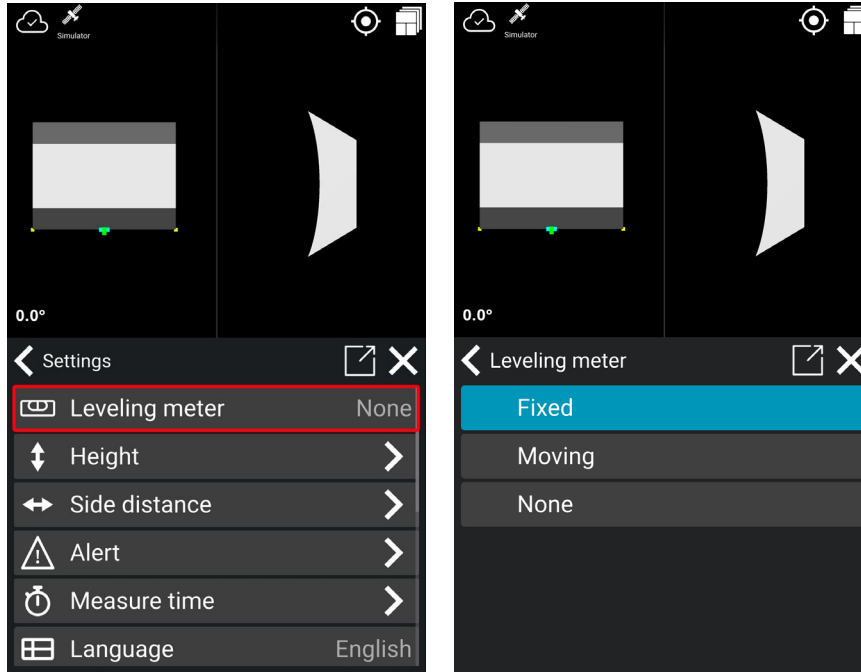 Simulator
0.0°
Settings
Leveling meter None
Height
Side distance
Alert
Measure time
Language English
Simulator
0.0°
Leveling meter
Fixed
Moving
None